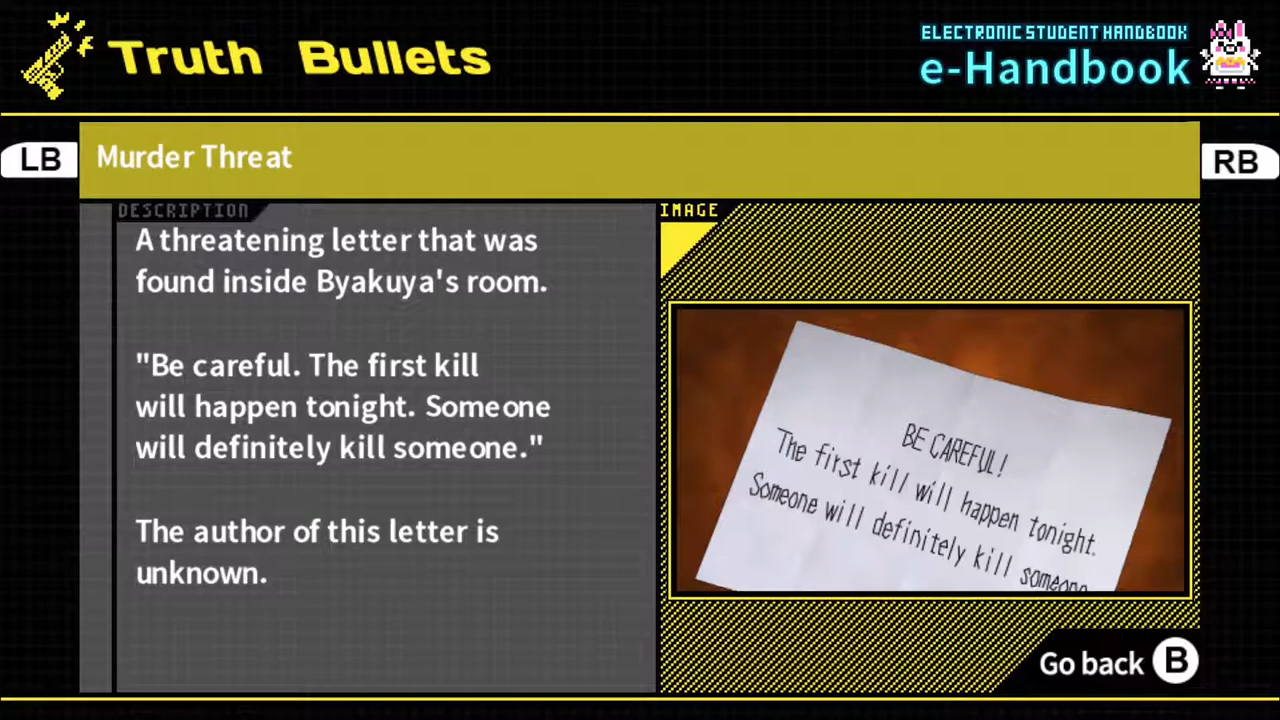 Truth Bullets
ELECTRONIC STUDENT HANDBOOK
e-Handbook
LB
Murder Threat
RB
DESCRIPTION
A threatening letter that was
found inside Byakuya's room.
"Be careful. The first kill
will happen tonight. Someone
will definitely kill someone."
The author of this letter is
unknown.
IMAGE
BE CAREFUL!
The first kill will happen tonight.
Someone will definitely kill someone
Go back B